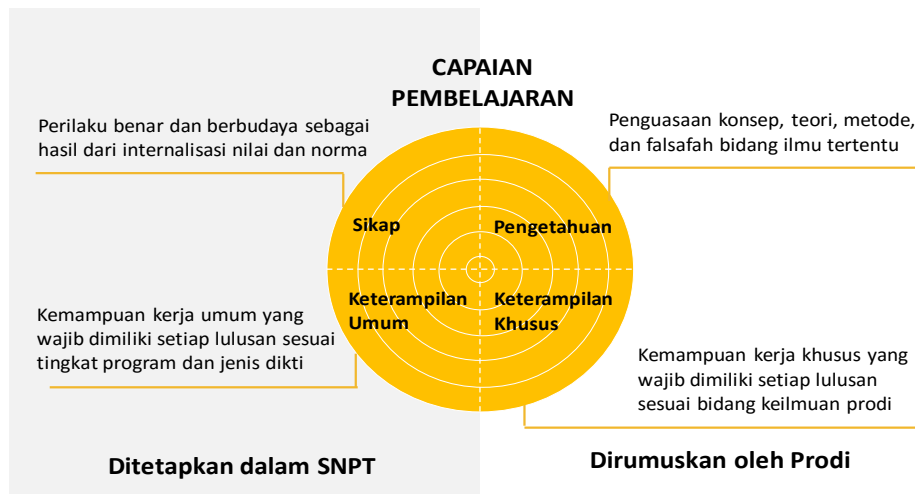 CAPAIAN
PEMBELAJARAN
Perilaku benar dan berbudaya sebagai
hasil dari internalisasi nilai dan norma
Penguasaan konsep, teori, metode,
dan falsafah bidang ilmu tertentu
Sikap
Pengetahuan
Keterampilan
Umum
Keterampilan
Khusus
Kemampuan kerja umum yang
wajib dimiliki setiap lulusan sesuai
tingkat program dan jenis dikti
Kemampuan kerja khusus yang
wajib dimiliki setiap lulusan
sesuai bidang keilmuan prodi
Ditetapkan dalam SNPT
Dirumuskan oleh Prodi